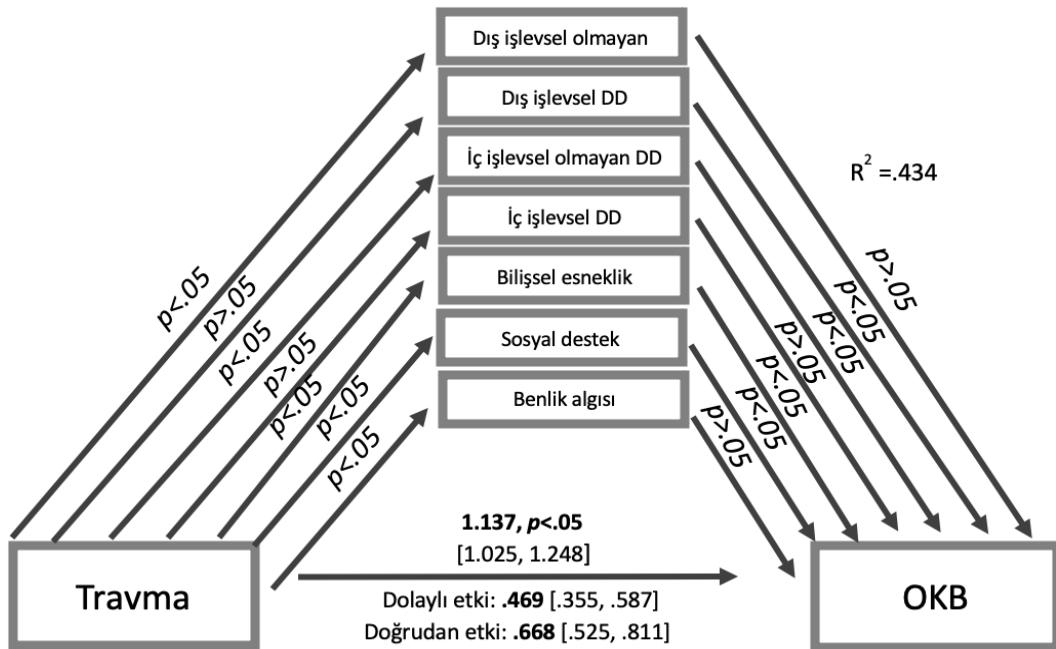 Dış işlevsel olmayan
Dış işlevsel DD
İç işlevsel olmayan DD
İç işlevsel DD
Bilişsel esneklik
Sosyal destek
Benlik algısı
R² =.434
p<.05
p>.05
p<.05
p>.05
p<.05
p<.05
p<.05
p>.05
p<.05
p<.05
p>.05
p<.05
p<.05
p>.05
1.137, p<.05
[1.025, 1.248]
Travma
OKB
Dolaylı etki: .469 [.355, .587]
Doğrudan etki: .668 [.525, .811]